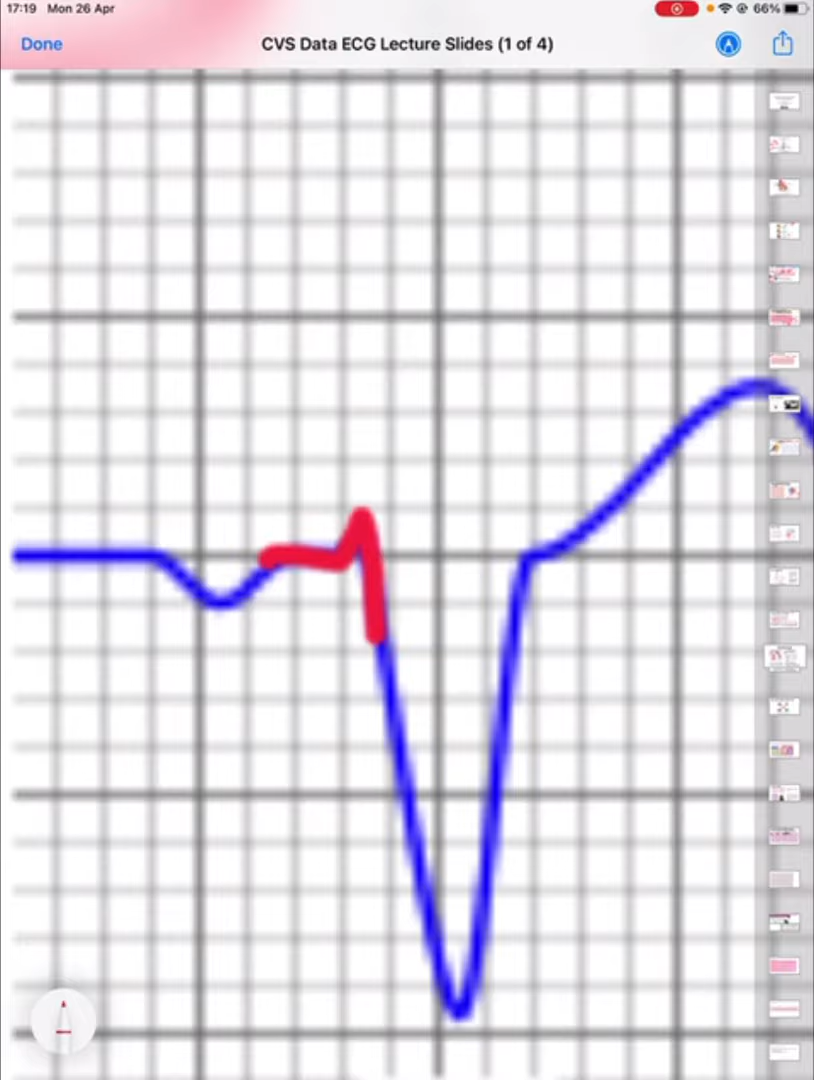 17:19 Mon 26 Apr 66%
Done CVS Data ECG Lecture Slides (1 of 4)